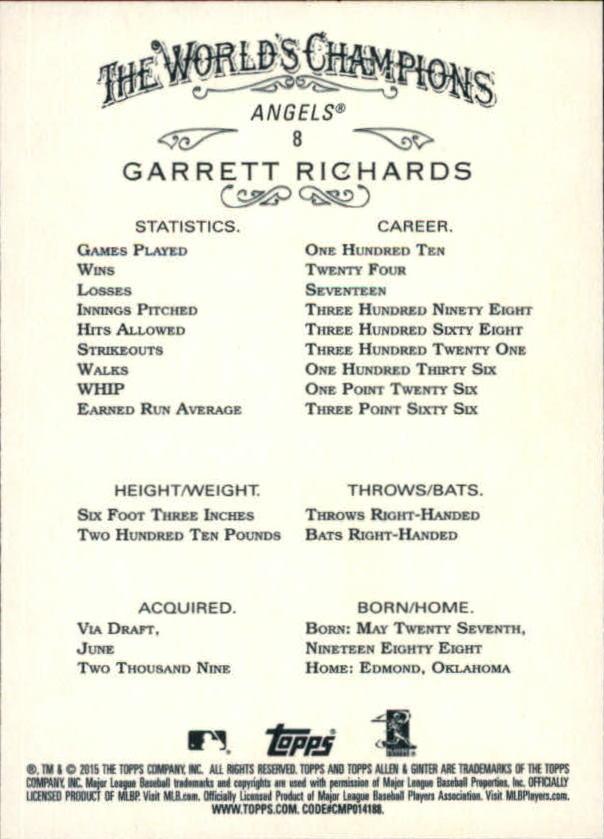 THE WORLD'S CHAMPIONS
ANGELS®
8
GARRETT RICHARDS
STATISTICS. CAREER.
GAMES PLAYED ONE HUNDRED TEN
WINS TWENTY FOUR
LOSSES SEVENTEEN
INNINGS PITCHED THREE HUNDRED NINETY EIGHT
HITS ALLOWED THREE HUNDRED SIXTY EIGHT
STRIKEOUTS THREE HUNDRED TWENTY ONE
WALKS ONE HUNDRED THIRTY SIX
WHIP ONE POINT TWENTY SIX
EARNED RUN AVERAGE THREE POINT SIXTY SIX
HEIGHT/WEIGHT. THROWS/BATS.
SIX FOOT THREE INCHES THROWS RIGHT-HANDED
TWO HUNDRED TEN POUNDS BATS RIGHT-HANDED
ACQUIRED. BORN/HOME.
VIA DRAFT, BORN: MAY TWENTY SEVENTH,
JUNE NINETEEN EIGHTY EIGHT
TWO THOUSAND NINE HOME: EDMOND, OKLAHOMA
Topps
®, TM & © 2015 THE TOPPS COMPANY, INC. ALL RIGHTS RESERVED. TOPPS AND TOPPS ALLEN & GINTER ARE TRADEMARKS OF THE TOPPS
COMPANY, INC. Major League Baseball trademarks and copyrights are used with permission of Major League Baseball Properties, Inc. OFFICIALLY
LICENSED PRODUCT OF MLBP. Visit MLB.com. Officially Licensed Product of Major League Baseball Players Association. Visit MLBPlayers.com.
WWW.TOPPS.COM. CODE#CMP014188.